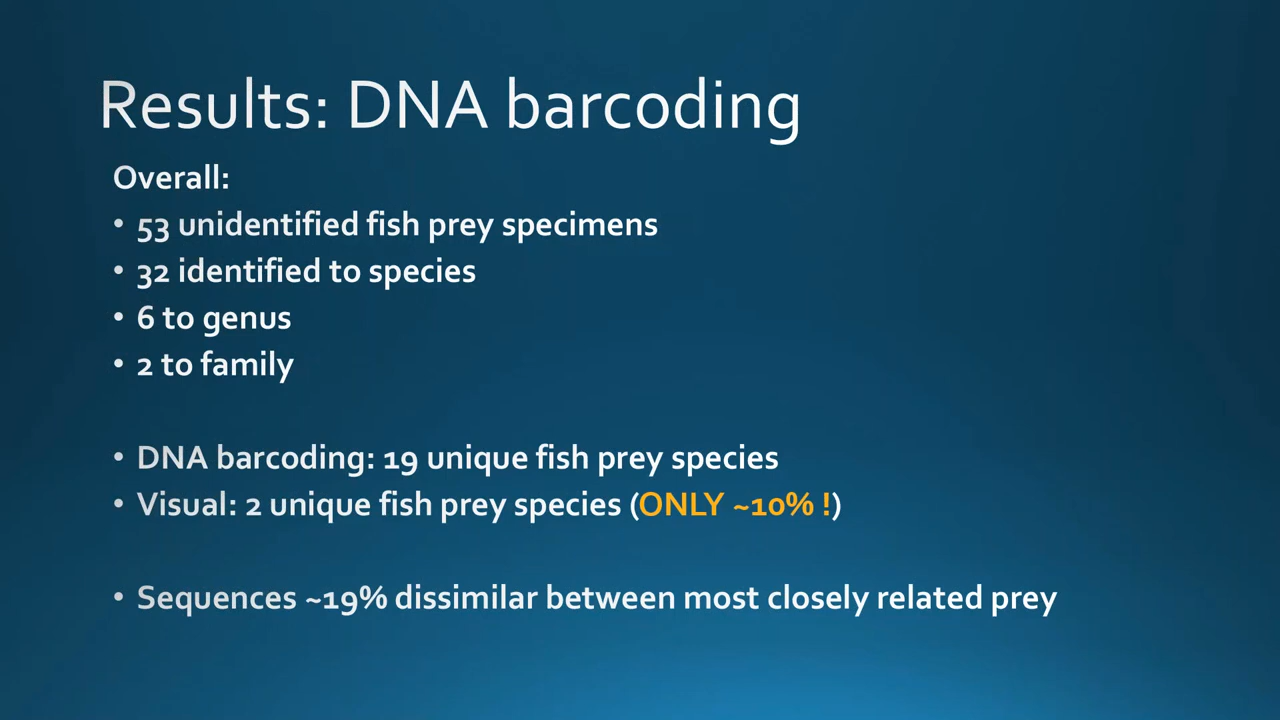 Results: DNA barcoding
Overall:
• 53 unidentified fish prey specimens
• 32 identified to species
• 6 to genus
• 2 to family
• DNA barcoding: 19 unique fish prey species
• Visual: 2 unique fish prey species (ONLY ~10% !)
• Sequences ~19% dissimilar between most closely related prey